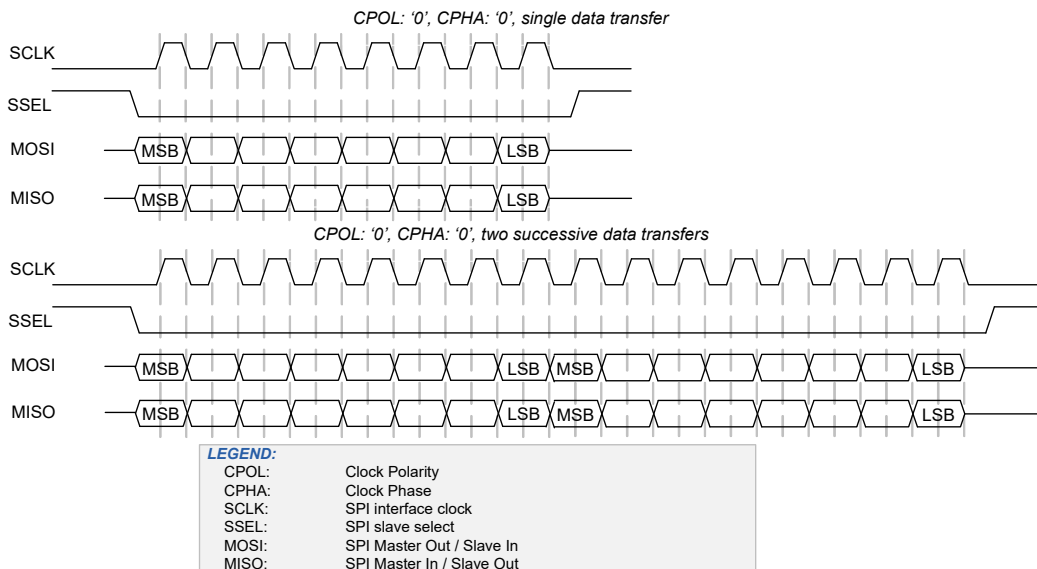 CPOL: ‘0’, CPHA: ‘0’, single data transfer
SCLK
SSEL
MOSI MSB LSB
MISO MSB LSB
CPOL: ‘0’, CPHA: ‘0’, two successive data transfers
SCLK
SSEL
MOSI MSB LSB MSB LSB
MISO MSB LSB MSB LSB
LEGEND:
CPOL: Clock Polarity
CPHA: Clock Phase
SCLK: SPI interface clock
SSEL: SPI slave select
MOSI: SPI Master Out / Slave In
MISO: SPI Master In / Slave Out